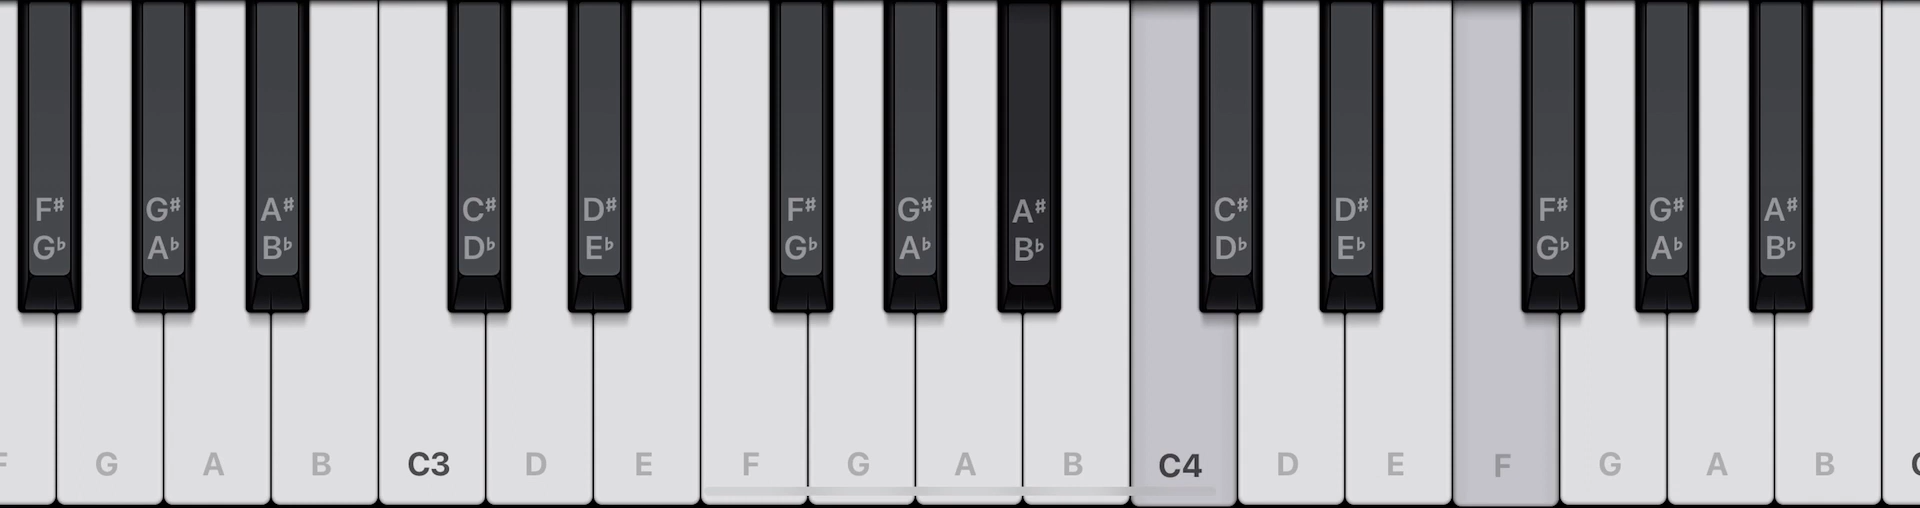 F♯ G♯ A♯ C♯ D♯ F♯ G♯ A♯ C♯ D♯ F♯ G♯ A♯
G♭ A♭ B♭ D♭ E♭ G♭ A♭ B♭ D♭ E♭ G♭ A♭ B♭
F G A B C3 D E F G A B C4 D E F G A B